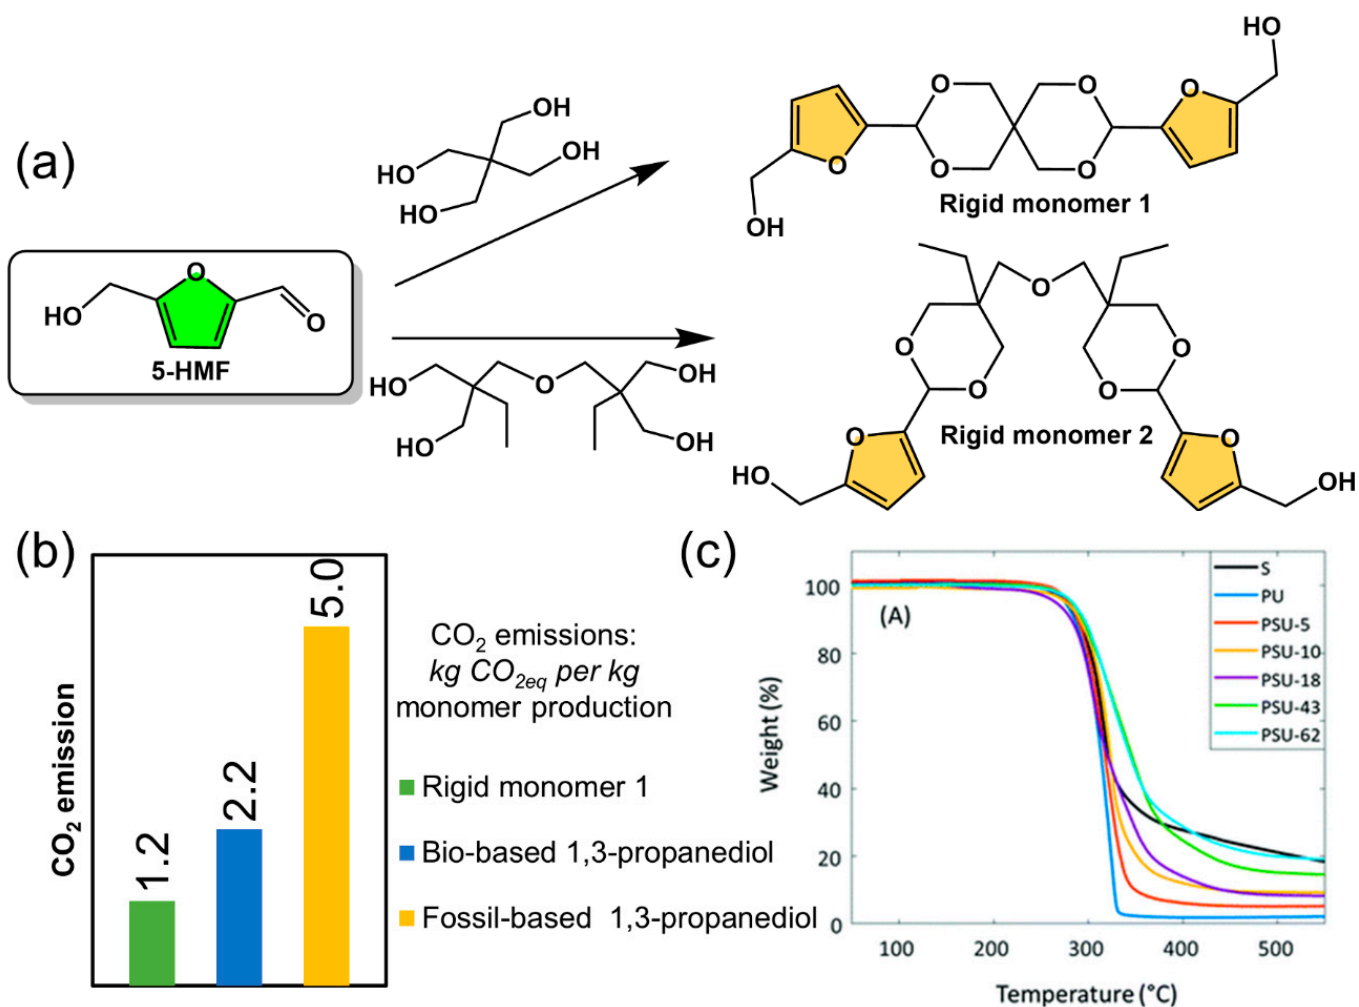 (a)
HO
O
O
5-HMF
OH
OH
HO
HO
HO
HO
O
OH
OH
HO
O
O
O
O
O
O
OH
Rigid monomer 1
O
O
O
O
O
O
O
HO
OH
Rigid monomer 2
(b)
CO2 emission
1.2
2.2
5.0
CO2 emissions:
kg CO2eq per kg
monomer production
Rigid monomer 1
Bio-based 1,3-propanediol
Fossil-based 1,3-propanediol
(c)
(A)
Weight (%)
100
80
60
40
20
0
100
200
300
400
500
Temperature (°C)
S
PU
PSU-5
PSU-10
PSU-18
PSU-43
PSU-62